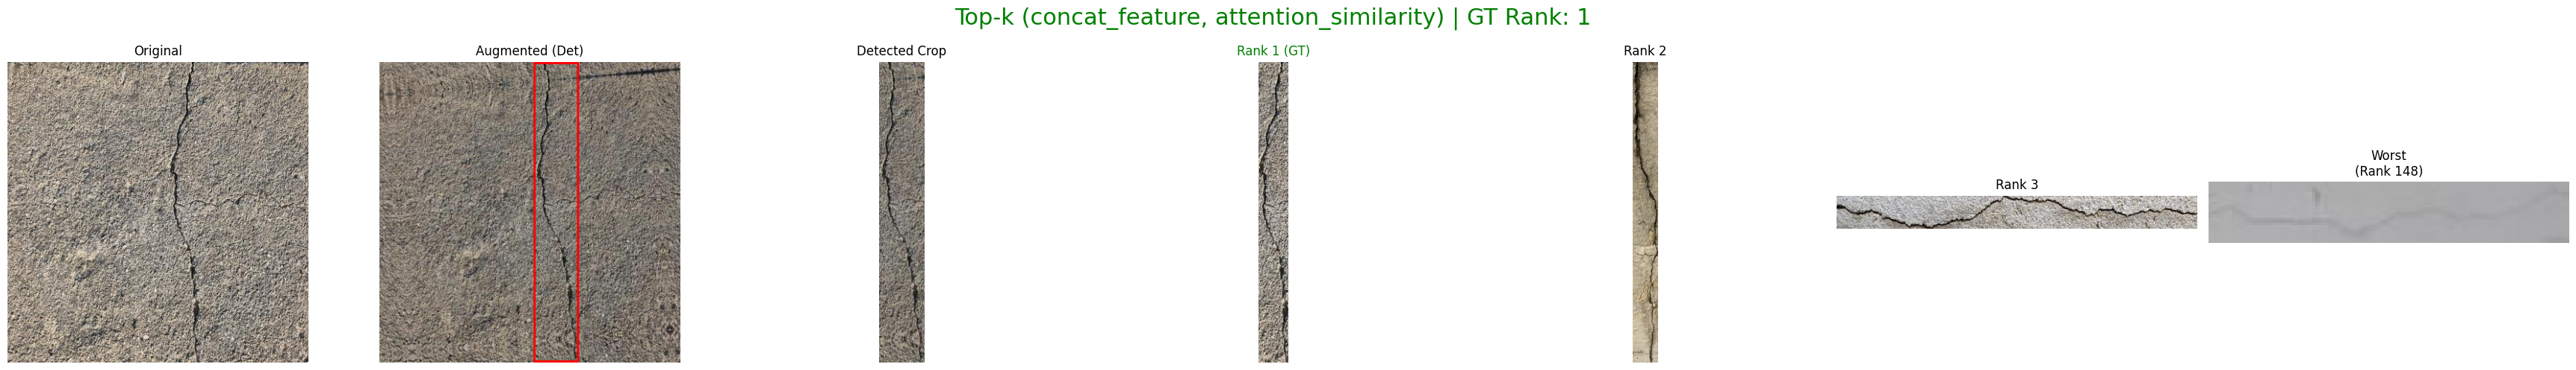 Top-k (concat_feature, attention_similarity) | GT Rank: 1
Original
Augmented (Det)
Detected Crop
Rank 1 (GT)
Rank 2
Rank 3
Worst
(Rank 148)